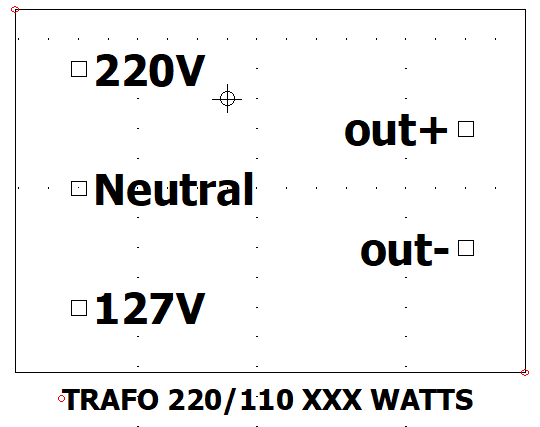 220V
out+
Neutral
out-
127V
TRAFO 220/110 XXX WATTS